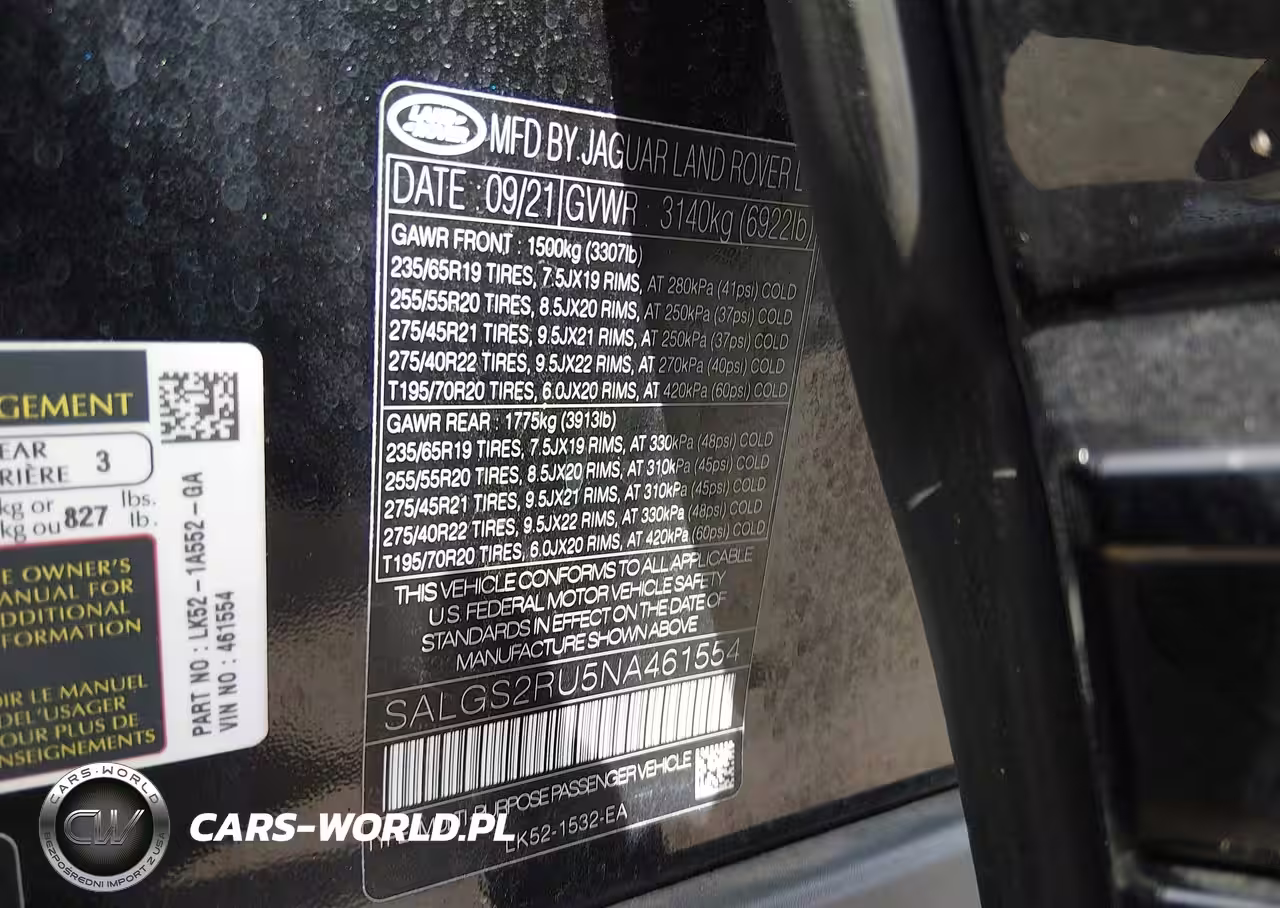 LAND ROVER
MFD BY JAGUAR LAND ROVER L
DATE : 09/21 GVWR : 3140kg (6922lb)
GAWR FRONT : 1500kg (3307lb)
235/65R19 TIRES, 7.5JX19 RIMS, AT 280kPa (41psi) COLD
255/55R20 TIRES, 8.5JX20 RIMS, AT 250kPa (37psi) COLD
275/45R21 TIRES, 9.5JX21 RIMS, AT 250kPa (37psi) COLD
275/40R22 TIRES, 9.5JX22 RIMS, AT 270kPa (40psi) COLD
T195/70R20 TIRES, 6.0JX20 RIMS, AT 420kPa (60psi) COLD
GAWR REAR : 1775kg (3913lb)
235/65R19 TIRES, 7.5JX19 RIMS, AT 330kPa (48psi) COLD
255/55R20 TIRES, 8.5JX20 RIMS, AT 310kPa (45psi) COLD
275/45R21 TIRES, 9.5JX21 RIMS, AT 310kPa (45psi) COLD
275/40R22 TIRES, 9.5JX22 RIMS, AT 330kPa (48psi) COLD
T195/70R20 TIRES, 6.0JX20 RIMS, AT 420kPa (60psi) COLD
THIS VEHICLE CONFORMS TO ALL APPLICABLE
U.S. FEDERAL MOTOR VEHICLE SAFETY
STANDARDS IN EFFECT ON THE DATE OF
MANUFACTURE SHOWN ABOVE
SALGS2RU5NA461554
PURPOSE PASSENGER VEHICLE
LK52-1532-EA
GEMENT
EAR
RIÈRE 3
kg or lbs.
kg ou 827 lb.
E OWNER'S
ANUAL FOR
DDITIONAL
FORMATION
OIR LE MANUEL
DE L'USAGER
OUR PLUS DE
NSEIGNEMENTS
PART NO : LK52-1A552-GA
VIN NO : 461554
CARS-WORLD
CW
BEZPOŚREDNI IMPORT Z USA
CARS-WORLD.PL